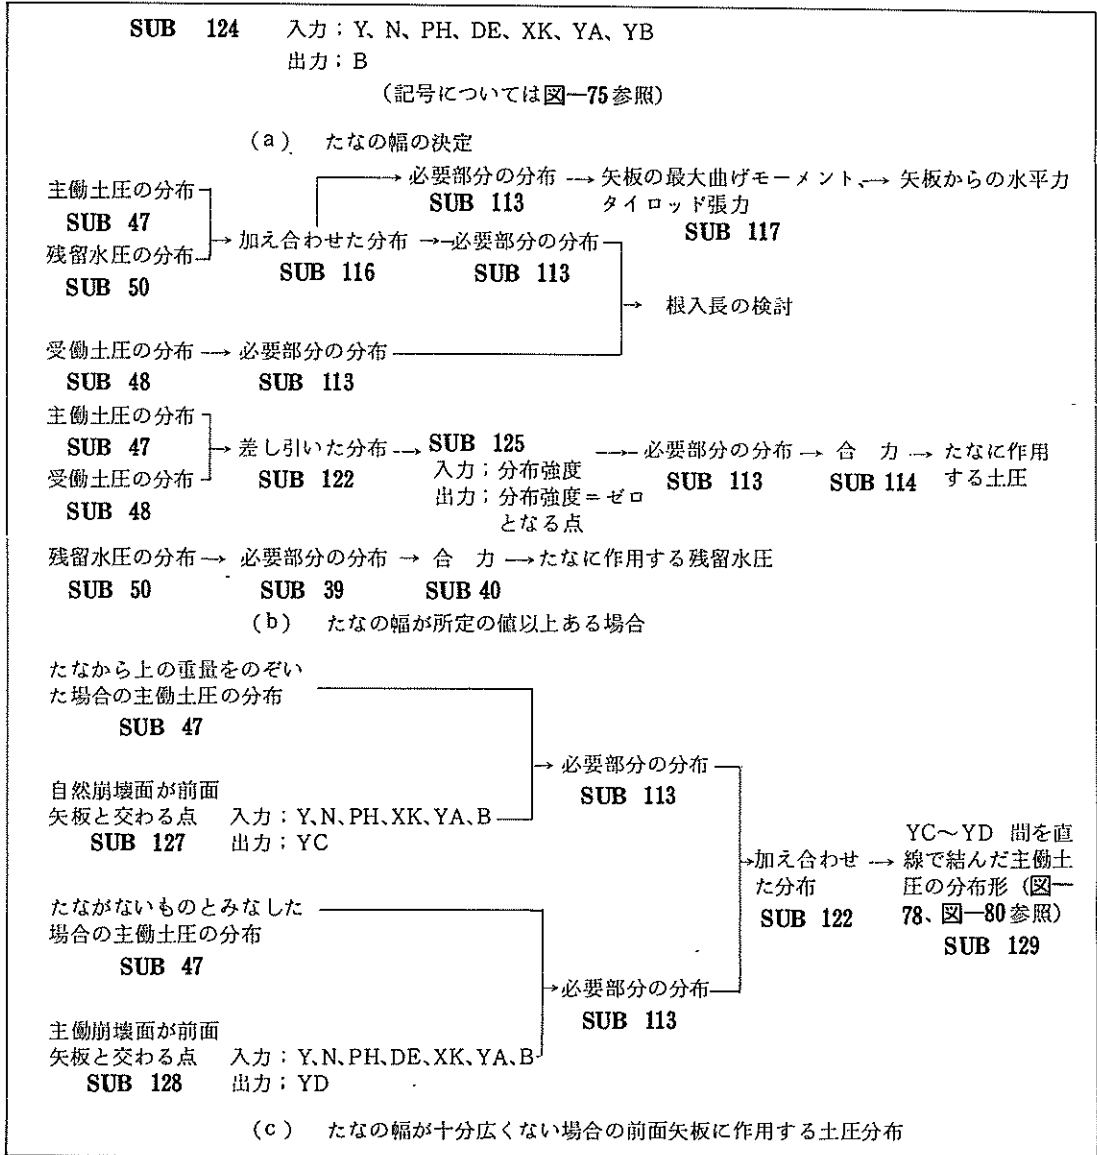 SUB 124 入力；Y、N、PH、DE、XK、YA、YB
出力；B
（記号については図―75参照）
(a) たなの幅の決定
主働土圧の分布
SUB 47
残留水圧の分布
SUB 50
→ 加え合わせた分布
SUB 116
→ 必要部分の分布
SUB 113
→ 矢板の最大曲げモーメント、
タイロッド張力
SUB 117
→ 矢板からの水平力
→ 必要部分の分布
SUB 113
→ 根入長の検討
受働土圧の分布 → 必要部分の分布
SUB 48 SUB 113
主働土圧の分布
SUB 47
受働土圧の分布
SUB 48
→ 差し引いた分布
SUB 122
→ SUB 125
入力；分布強度
出力；分布強度＝ゼロ
となる点
→ 必要部分の分布
SUB 113
→ 合 力
SUB 114
→ たなに作用
する土圧
残留水圧の分布 → 必要部分の分布 → 合 力 → たなに作用する残留水圧
SUB 50 SUB 39 SUB 40
(b) たなの幅が所定の値以上ある場合
たなから上の重量をのぞい
た場合の主働土圧の分布
SUB 47
自然崩壊面が前面
矢板と交わる点 入力；Y、N、PH、XK、YA、B
SUB 127 出力；YC
→ 必要部分の分布
SUB 113
たながないものとみなした
場合の主働土圧の分布
SUB 47
主働崩壊面が前面
矢板と交わる点 入力；Y、N、PH、DE、XK、YA、B
SUB 128 出力；YD
→ 必要部分の分布
SUB 113
→ 加え合わせ
た分布
SUB 122
→ YC～YD 間を直
線で結んだ主働土
圧の分布形（図―
78、図―80参照）
SUB 129
(c) たなの幅が十分広くない場合の前面矢板に作用する土圧分布